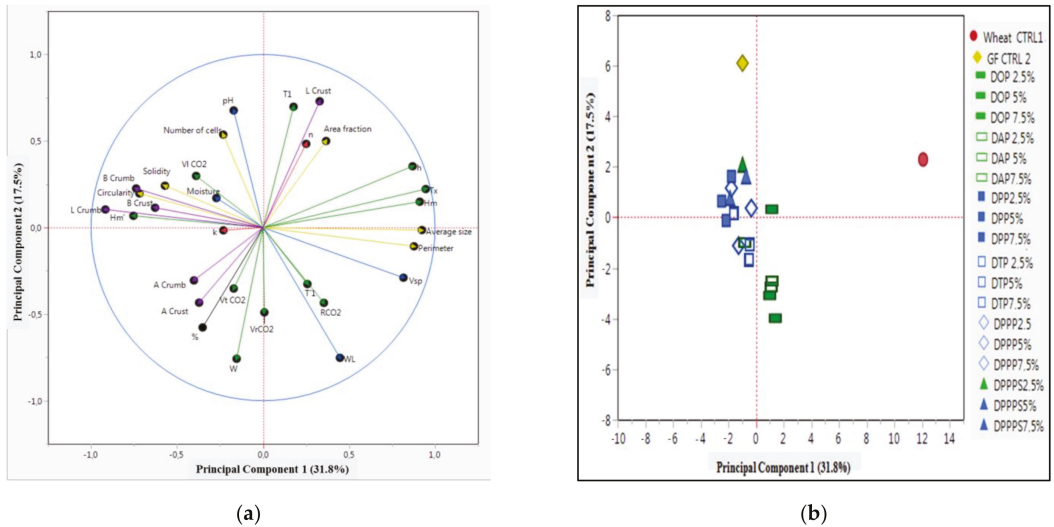 1,0
0,5
0,0
-0,5
-1,0
Principal Component2 (17.5%)
pH
T1
L Crust
Number of cells
n
Area fraction
h
Solidity
Vl CO2
B Crumb
Circularity
Moisture
Tx
B Crust
Hm
L Crumb
Hm'
k
Average size
Perimeter
Vsp
A Crumb
Vt CO2
T'1
A Crust
RCO2
%
VrCO2
W
WL
-1,0 -0,5 0,0 0,5 1,0
Principal Component 1 (31.8%)
(a)
8
6
4
2
0
-2
-4
-6
-8
Principal Component 2 (17.5%)
-10 -8 -6 -4 -2 0 2 4 6 8 10 12 14
Principal Component 1 (31.8%)
Wheat CTRL1
GF CTRL 2
DOP 2.5%
DOP 5%
DOP 7.5%
DAP 2.5%
DAP 5%
DAP7.5%
DPP2.5%
DPP5%
DPP7.5%
DTP 2.5%
DTP5%
DTP7.5%
DPPP2.5
DPPP5%
DPPP7.5%
DPPPS2.5%
DPPPS5%
DPPPS7,5%
(b)